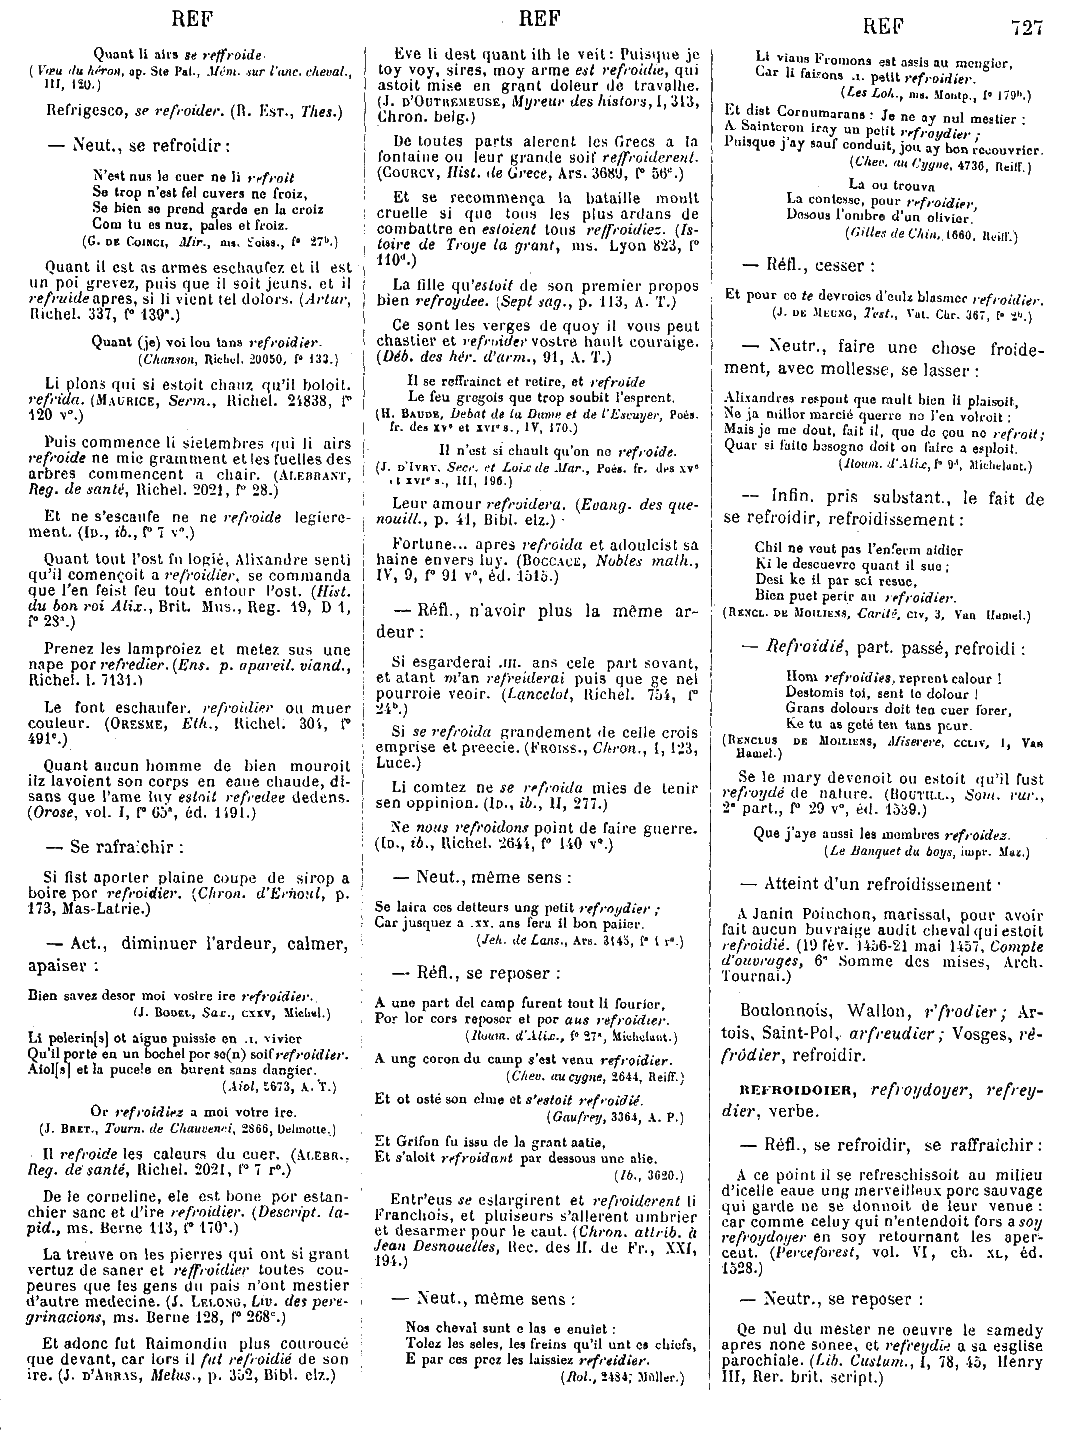 REF
Quant li airs se reffroide.
(Vœu du héron, ap. Ste Pal., Mém. sur l'anc. cheval.,
III, 120.)
Refrigesco, se refroider. (R. EST., Thes.)
— Neut., se refroidir :
N'est nus le cuer ne li refroit
Se trop n'est fel cuvers ne froiz,
Se bien se prend garde en la croiz
Com tu es nuz, pales et froiz.
(G. DE COINCI, Mir., ms. Soiss., f° 27b.)
Quant il est as armes eschaufez et il est
un poi grevez, puis que il soit jeuns, et il
refruide apres, si li vient tel dolors. (Artur,
Richel. 337, f° 139a.)
Quant (je) voi lou tans refroidier.
(Chanson, Richel. 20050, f° 133.)
Li plons qui si estoit chauz qu'il boloit.
refrida. (MAURICE, Serm., Richel. 24838, f°
120 v°.)
Puis commence li sietembres qui li airs
refroide ne mie gramment et les fuelles des
arbres commencent a chair. (ALEBRANT,
Reg. de santé, Richel. 2021, f° 28.)
Et ne s'escaufe ne ne refroide legiere-
ment. (ID., ib., f° 7 v°.)
Quant tout l'ost fu logié, Alixandre senti
qu'il començoit a refroidier, se commanda
que l'en feist feu tout entour l'ost. (Hist.
du bon roi Alix., Brit. Mus., Reg. 19, D 1,
f° 28a.)
Prenez les lamproiez et metez sus une
nape por refredier. (Ens. p. apareil. viand.,
Richel. l. 7131.)
Le font eschaufer, refroidier ou muer
couleur. (ORESME, Eth., Richel. 304, f°
491c.)
Quant aucun homme de bien mouroit
ilz lavoient son corps en eaue chaude, di-
sans que l'ame luy estoit refredee dedens.
(Orose, vol. I, f° 65a, éd. 1491.)
— Se rafraîchir :
Si fist aporter plaine coupe de sirop a
boire por refroidier. (Chron. d'Ernoul, p.
173, Mas-Latrie.)
— Act., diminuer l'ardeur, calmer,
apaiser :
Bien savez desor moi vostre ire refroidier.
(J. BODEL, Sax., CXXV, Michel.)
Li pelerin[s] ot aigue puissie en .I. vivier
Qu'il porte en un bochel por so(n) soif refroidier.
Aiol[s] et la pucele en burent sans dangier.
(Aiol, 5673, A. T.)
Or refroidiez a moi votre ire.
(J. BRET., Tourn. de Chauvenci, 2866, Delmotte.)
Il refroide les caleurs du cuer. (ALEBR.,
Reg. de santé, Richel. 2021, f° 7 r°.)
De le corneline, ele est bone por estan-
chier sanc et d'ire refroidier. (Descript. la-
pid., ms. Berne 113, f° 170a.)
La treuve on les pierres qui ont si grant
vertuz de saner et reffroidier toutes cou-
peures que les gens du pais n'ont mestier
d'autre medecine. (J. LELONG, Liv. des pere-
grinacions, ms. Berne 128, f° 268c.)
Et adonc fut Raimondin plus couroucé
que devant, car lors il fut refroidié de son
ire. (J. D'ARRAS, Melus., p. 352, Bibl. elz.)
REF
Eve li dest quant ilh le veit : Puisque je
toy voy, sires, moy arme est refroidie, qui
astoit mise en grant doleur de travalhe.
(J. D'OUTREMEUSE, Myreur des histors, I, 313,
Chron. belg.)
De toutes parts alerent les Grecs a la
fontaine ou leur grande soif reffroiderent.
(COURCY, Hist. de Grece, Ars. 3689, f° 56c.)
Et se recommença la bataille moult
cruelle si que tous les plus ardans de
combattre en estoient tous reffroidiez. (Is-
toire de Troye la grant, ms. Lyon 823, f°
110d.)
La fille qu'estoit de son premier propos
bien refroydee. (Sept sag., p. 113, A. T.)
Ce sont les verges de quoy il vous peut
chastier et refroider vostre hault couraige.
(Déb. des hér. d'arm., 91, A. T.)
Il se reffrainct et retire, et refroide
Le feu gregois que trop soubit l'esprent.
(H. BAUDE, Debat de la Dame et de l'Escuyer, Poés.
fr. des XVe et XVIe s., IV, 170.)
Il n'est si chault qu'on ne refroide.
(J. D'IVRY, Secr. et Loix de Mar., Poés. fr. des XVe
et XVIe s., III, 196.)
Leur amour refroidera. (Evang. des que-
nouill., p. 41, Bibl. elz.)
Fortune... apres refroida et adoulcist sa
haine envers luy. (BOCCACE, Nobles malh.,
IV, 9, f° 91 v°, éd. 1515.)
— Réfl., n'avoir plus la même ar-
deur :
Si esgarderai .III. ans cele part sovant,
et atant m'an refreiderai puis que ge nel
pourroie veoir. (Lancelot, Richel. 754, f°
24b.)
Si se refroida grandement de celle crois
emprise et preecie. (FROISS., Chron., I, 123,
Luce.)
Li comtez ne se refroida mies de tenir
sen oppinion. (ID., ib., II, 277.)
Ne nous refroidons point de faire guerre.
(ID., ib., Richel. 2644, f° 140 v°.)
— Neut., même sens :
Se laira ces detteurs ung petit refroydier ;
Car jusquez a .XX. ans fera il bon paiier.
(Jeh. de Lans., Ars. 3145, f° 1 r°.)
— Réfl., se reposer :
A une part del camp furent tout li fourier,
Por lor cors reposer et por aus refroidier.
(Roum. d'Alix., f° 27a, Michelant.)
A ung coron du camp s'est venu refroidier.
(Chev. au cygne, 2644, Reiff.)
Et ot osté son elme et s'estoit refroidié.
(Gaufrey, 3364, A. P.)
Et Grifon fu issu de la grant aatie,
Et s'aloit refroidant par dessous une alie.
(Ib., 3620.)
Entr'eus se eslargirent et refroiderent li
Franchois, et pluiseurs s'allerent umbrier
et desarmer pour le caut. (Chron. attrib. à
Jean Desnouelles, Rec. des H. de Fr., XXI,
194.)
— Neut., même sens :
Nos cheval sunt e las e enuiet :
Tolez les seles, les freins qu'il unt es chiefs,
E par ces prez les laissiez refreidier.
(Rol., 2484; Müller.)
REF 727
Li viaus Fromons est assis au mengier,
Car li faisons .I. petit refroidier.
(Les Loh., ms. Montp., f° 179b.)
Et dist Cornumarans : Je ne ay nul mestier :
A Sainteron iray un petit refroydier ;
Puisque j'ay sauf conduit, jou ay bon recouvrier.
(Chev. au Cygne, 4736, Reiff.)
La ou trouva
La contesse, pour refroidier,
Desous l'ombre d'un olivier.
(Gilles de Chin, 1660, Reiff.)
— Réfl., cesser :
Et pour ce te devroies d'eulz blasmer refroidier.
(J. DE MEUNG, Test., Vat. Chr. 367, f° 2b.)
— Neutr., faire une chose froide-
ment, avec mollesse, se lasser :
Alixandres respont que mult bien li plaisoit,
Ne ja millor marcié querre ne l'en volroit :
Mais je me dout, fait il, que de çou ne refroit ;
Quar si faite besogne doit on faire a esploit.
(Roum. d'Alix, f° 9d, Michelant.)
— Infin. pris substant., le fait de
se refroidir, refroidissement :
Chil ne veut pas l'enferm aidier
Ki le descuevre quant il sue ;
Desi ke il par sei resue,
Bien puet perir au refroidier.
(RENCL. DE MOILIENS, Carité, CIV, 3, Van Hamel.)
— Refroidié, part. passé, refroidi :
Hom refroidies, reprent calour !
Destomis toi, sent to dolour !
Grans dolours doit ten cuer forer,
Ke tu as geté ten tans puer.
(RENCLUS DE MOILIENS, Miserere, CCLIV, 1, Van
Hamel.)
Se le mary devenoit ou estoit qu'il fust
refroydé de nature. (BOUTILL., Som. rur.,
2e part., f° 29 v°, éd. 1539.)
Que j'aye aussi les mombres refroidez.
(Le Banquet du boys, impr. Maz.)
— Atteint d'un refroidissement :
A Janin Poinchon, marissal, pour avoir
fait aucun buvraige audit cheval qui estoit
refroidié. (19 fév. 1456-21 mai 1457, Compte
d'ouvrages, 6e Somme des mises, Arch.
Tournai.)
Boulonnois, Wallon, r'frodier ; Ar-
tois, Saint-Pol, arfreudier ; Vosges, rè-
frôdier, refroidir.
REFROIDOIER, refroydoyer, refrey-
dier, verbe.
— Réfl., se refroidir, se raffraichir :
A ce point il se refreschissoit au milieu
d'icelle eaue ung merveilleux porc sauvage
qui garde ne se donnoit de leur venue :
car comme celuy qui n'entendoit fors a soy
refroydoyer en soy retournant les aper-
ceut. (Perceforest, vol. VI, ch. XL, éd.
1528.)
— Neutr., se reposer :
Qe nul du mester ne oeuvre le samedy
apres none sonee, et refreydie a sa esglise
parochiale. (Lib. Custum., I, 78, 45, Henry
III, Rer. brit. script.)